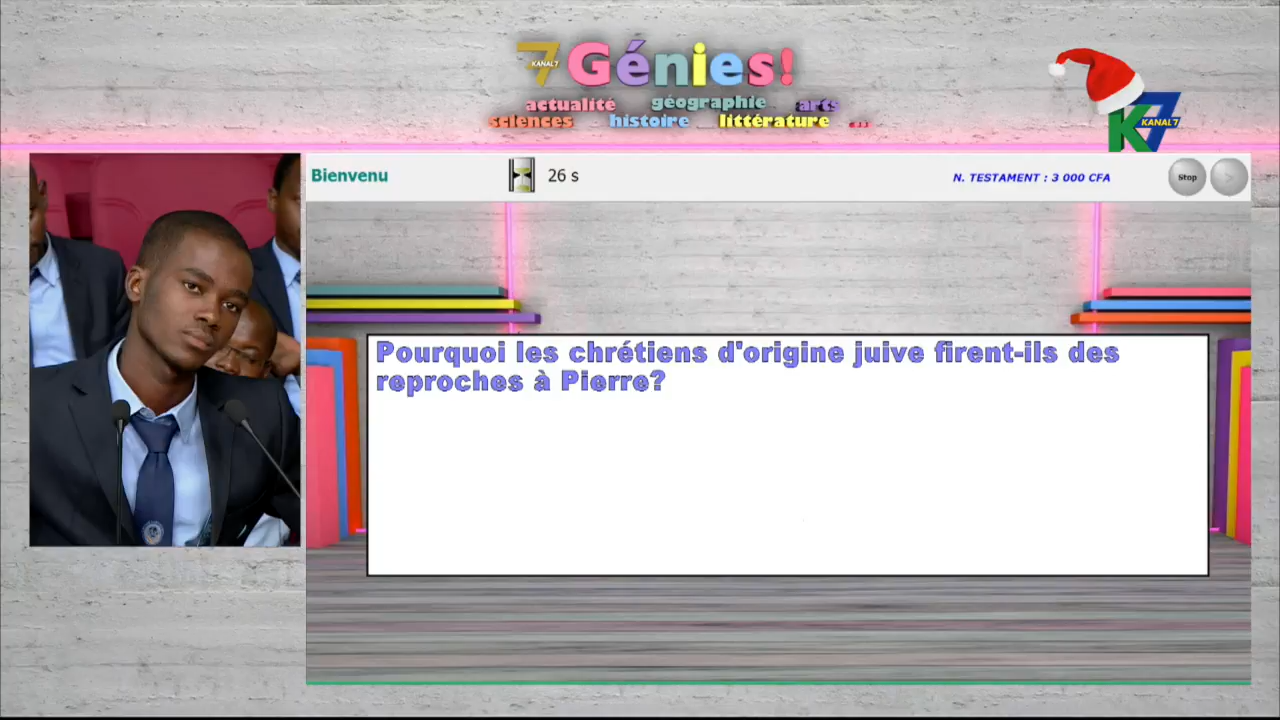 7 KANAL7 Génies!
actualité géographie arts
sciences histoire littérature ...
K7 KANAL7
Bienvenu 26 s N. TESTAMENT : 3 000 CFA Stop >
Pourquoi les chrétiens d'origine juive firent-ils des
reproches à Pierre?